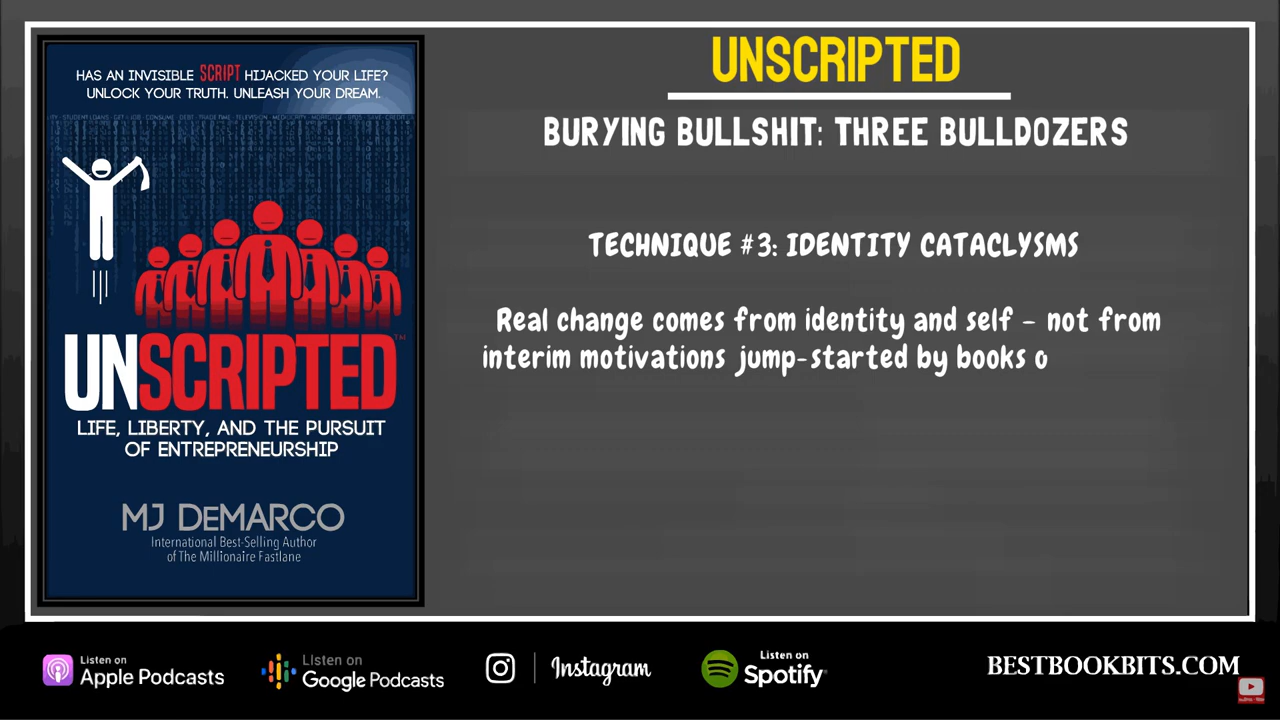 HAS AN INVISIBLE SCRIPT HIJACKED YOUR LIFE?
UNLOCK YOUR TRUTH. UNLEASH YOUR DREAM.
UNSCRIPTED™
LIFE, LIBERTY, AND THE PURSUIT
OF ENTREPRENEURSHIP
MJ DeMARCO
International Best-Selling Author
of The Millionaire Fastlane
UNSCRIPTED
BURYING BULLSHIT: THREE BULLDOZERS
TECHNIQUE #3: IDENTITY CATACLYSMS
Real change comes from identity and self – not from
interim motivations jump-started by books o
Listen on
Apple Podcasts
Listen on
Google Podcasts
Instagram
Listen on
Spotify
BESTBOOKBITS.COM